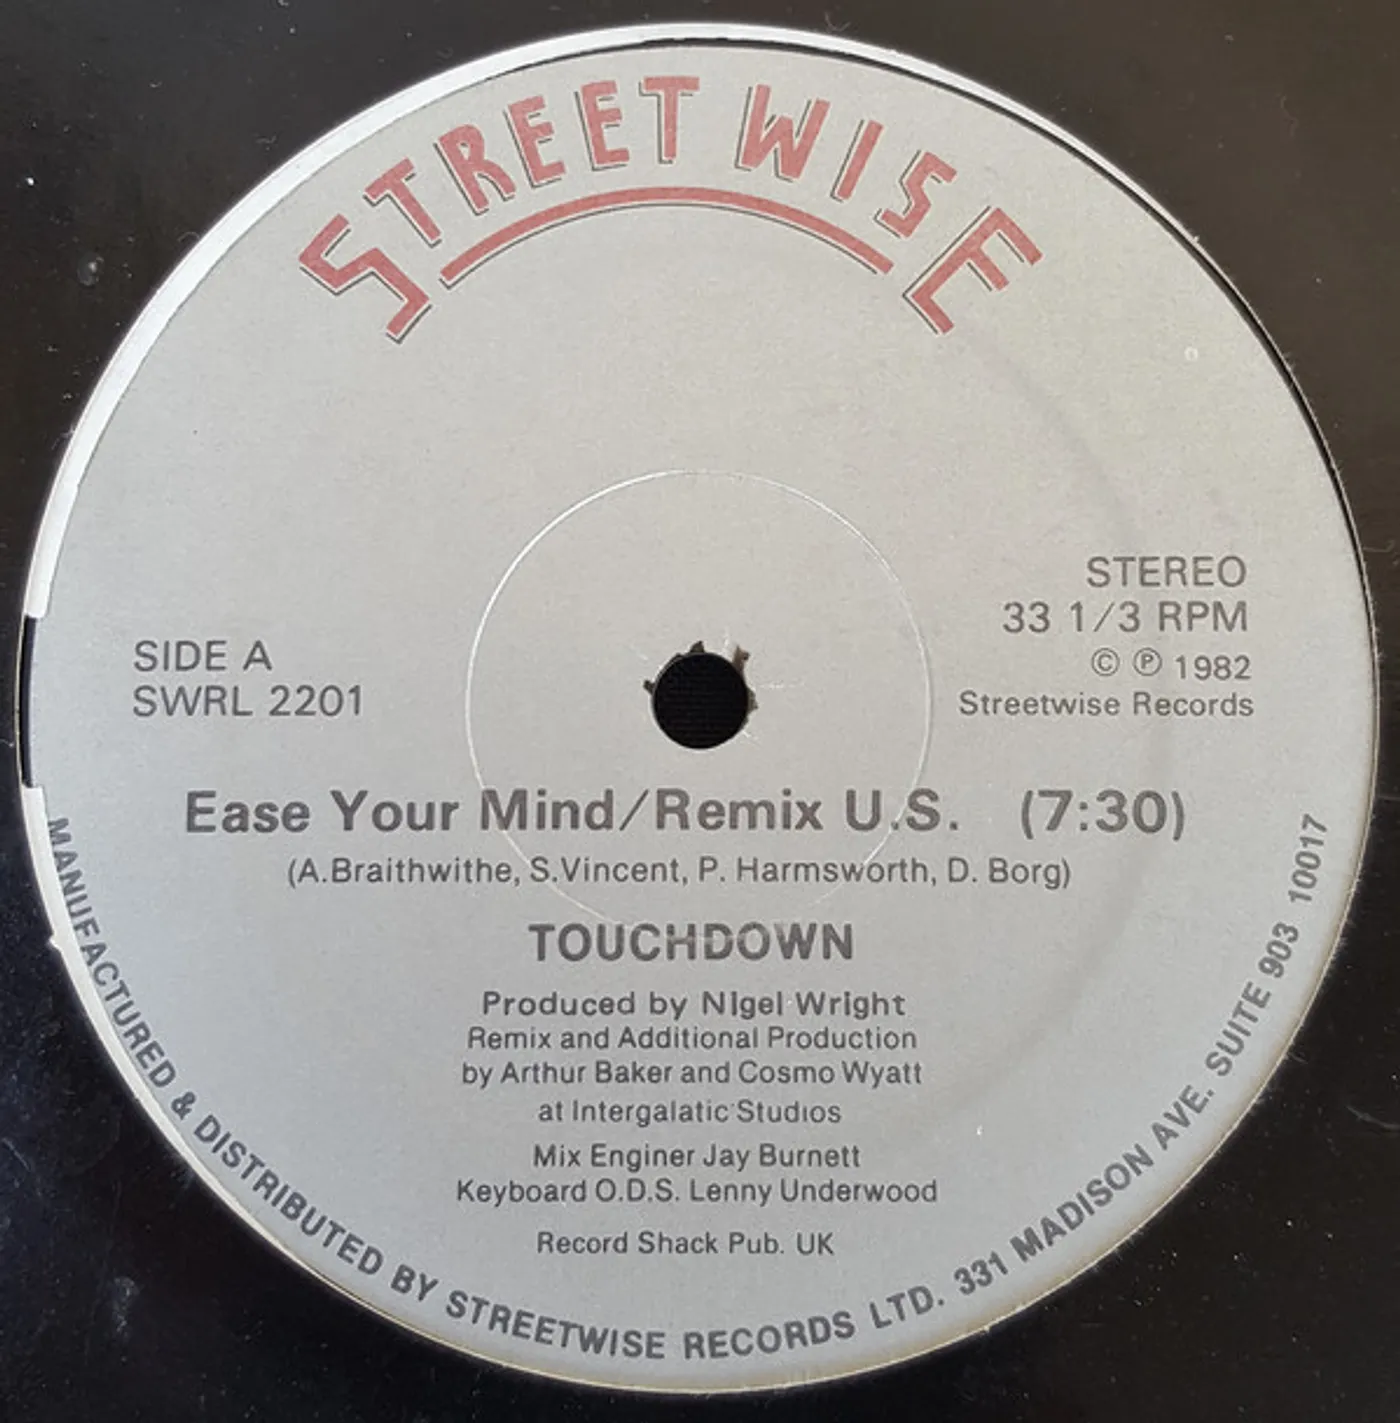 STREETWISE
STEREO
33 1/3 RPM
© ℗ 1982
Streetwise Records
SIDE A
SWRL 2201
Ease Your Mind/Remix U.S. (7:30)
(A.Braithwithe, S.Vincent, P. Harmsworth, D. Borg)
TOUCHDOWN
Produced by Nigel Wright
Remix and Additional Production
by Arthur Baker and Cosmo Wyatt
at Intergalatic Studios
Mix Enginer Jay Burnett
Keyboard O.D.S. Lenny Underwood
Record Shack Pub. UK
MANUFACTURED & DISTRIBUTED BY STREETWISE RECORDS LTD. 331 MADISON AVE. SUITE 903 10017